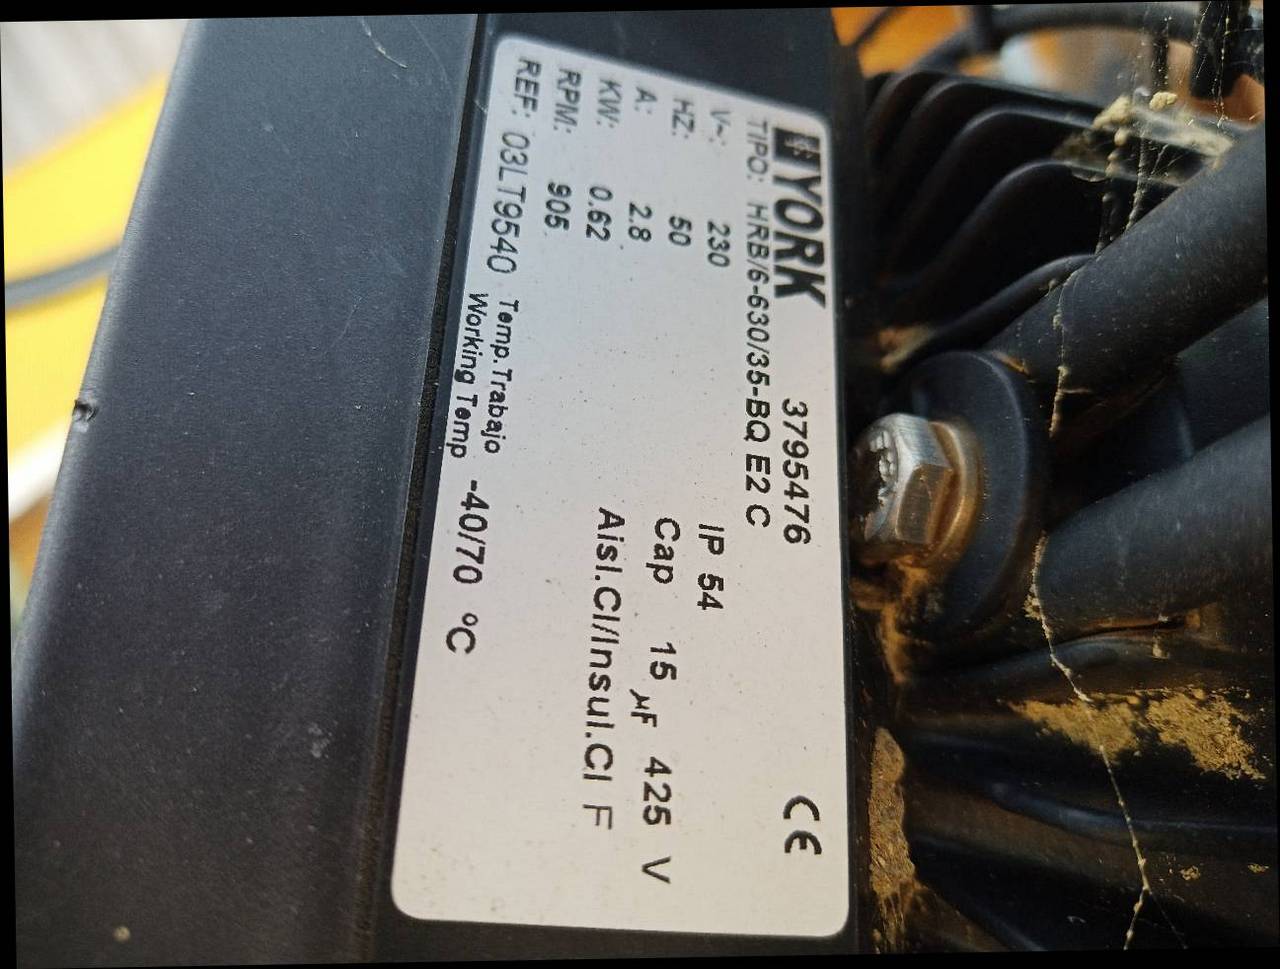 YORK 3795476 CE
TIPO: HRB/6-630/35-BQ E2 C
V~: 230 IP 54
HZ: 50 Cap 15 µF 425 V
A: 2.8
KW: 0.62 Aisl.Cl/Insul.Cl F
RPM: 905
REF: 03LT9540 Temp.Trabajo
Working Temp -40/70 ºC